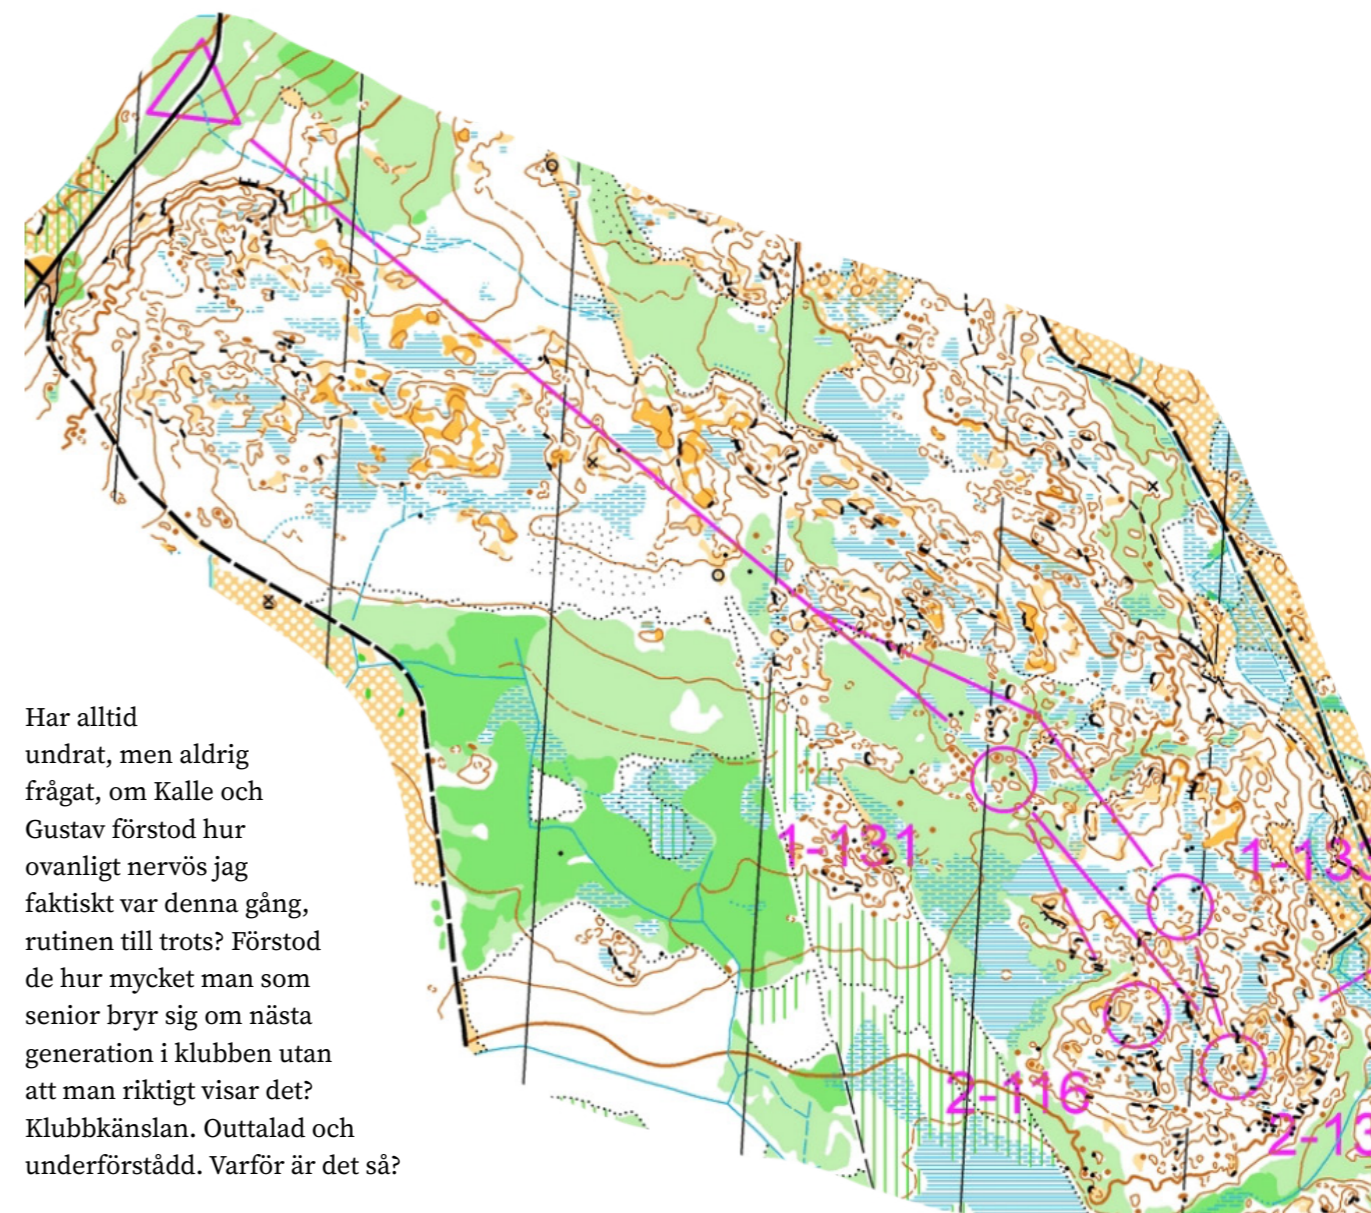 Har alltid
undrat, men aldrig
frågat, om Kalle och
Gustav förstod hur
ovanligt nervös jag
faktiskt var denna gång,
rutinen till trots? Förstod
de hur mycket man som
senior bryr sig om nästa
generation i klubben utan
att man riktigt visar det?
Klubbkänslan. Outtalad och
underförstådd. Varför är det så?
1-131
2-116
2-13